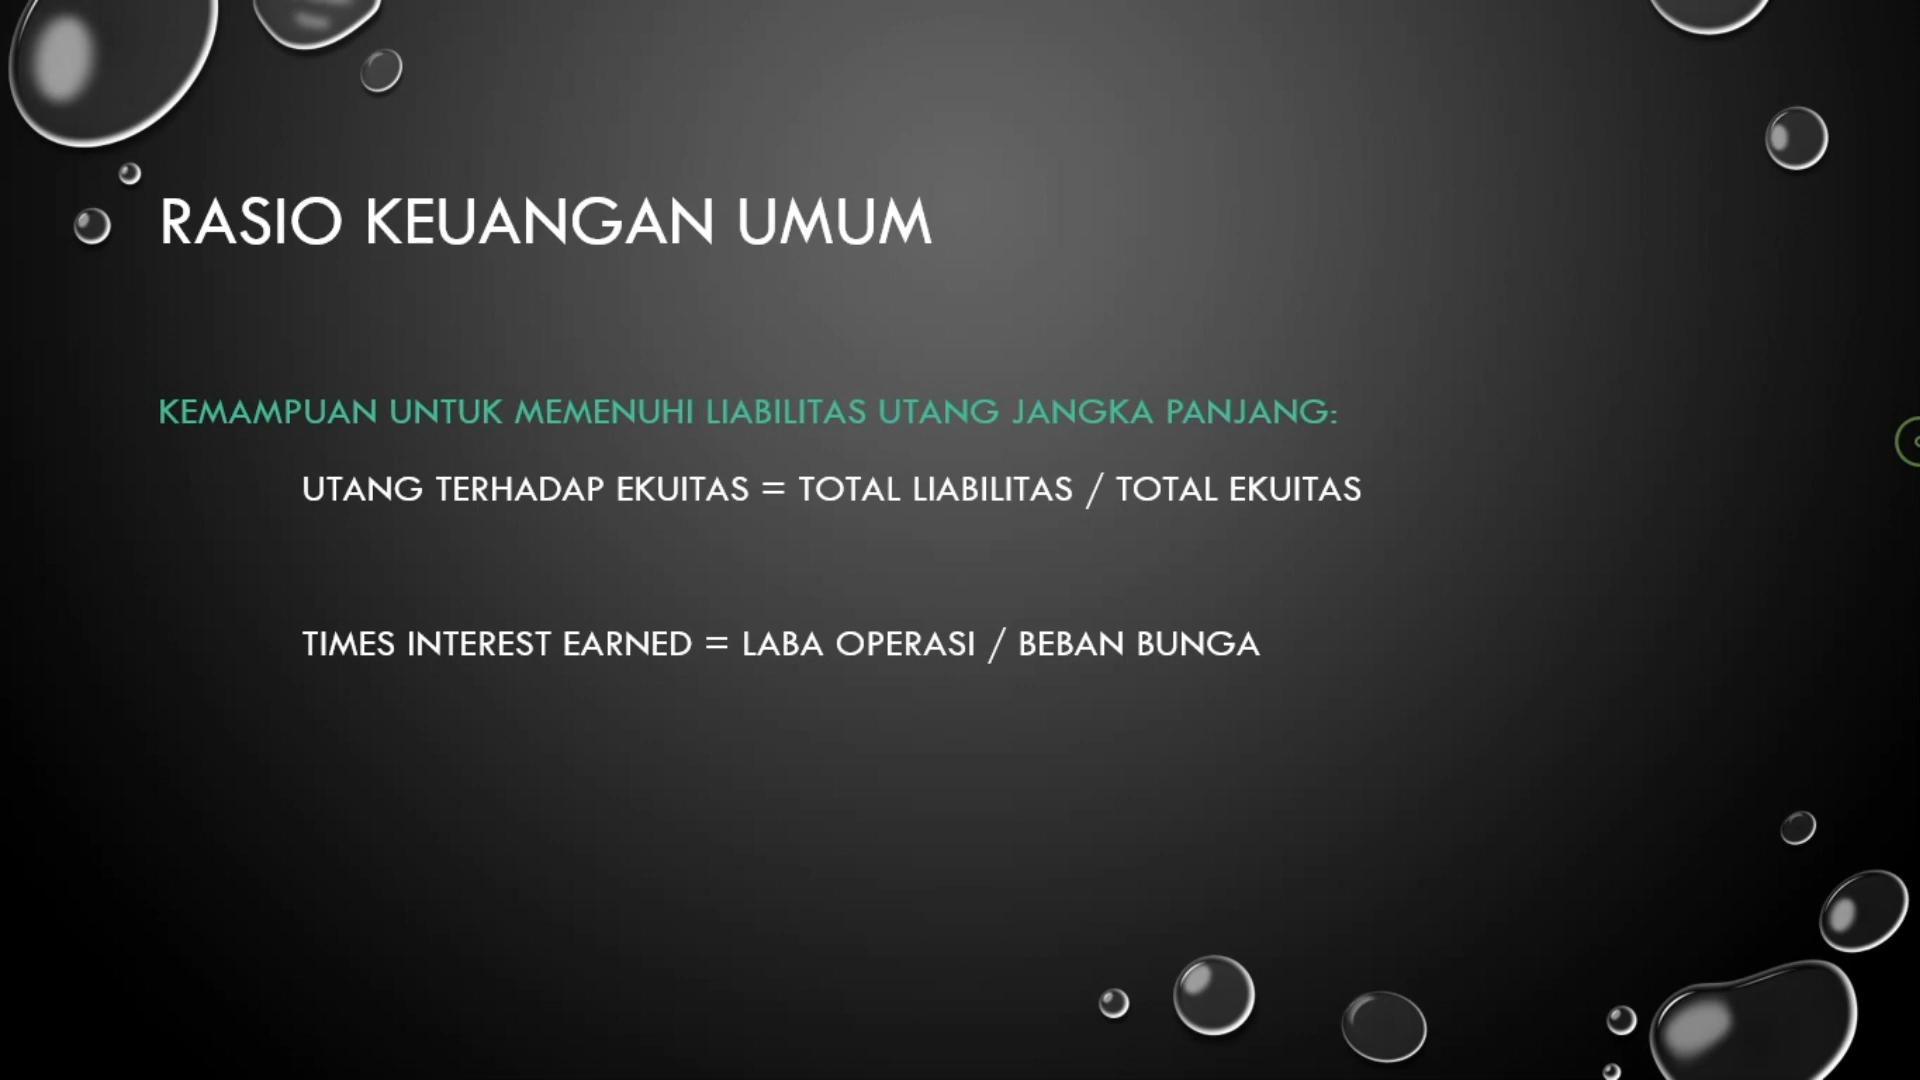 RASIO KEUANGAN UMUM
KEMAMPUAN UNTUK MEMENUHI LIABILITAS UTANG JANGKA PANJANG:
UTANG TERHADAP EKUITAS = TOTAL LIABILITAS / TOTAL EKUITAS
TIMES INTEREST EARNED = LABA OPERASI / BEBAN BUNGA